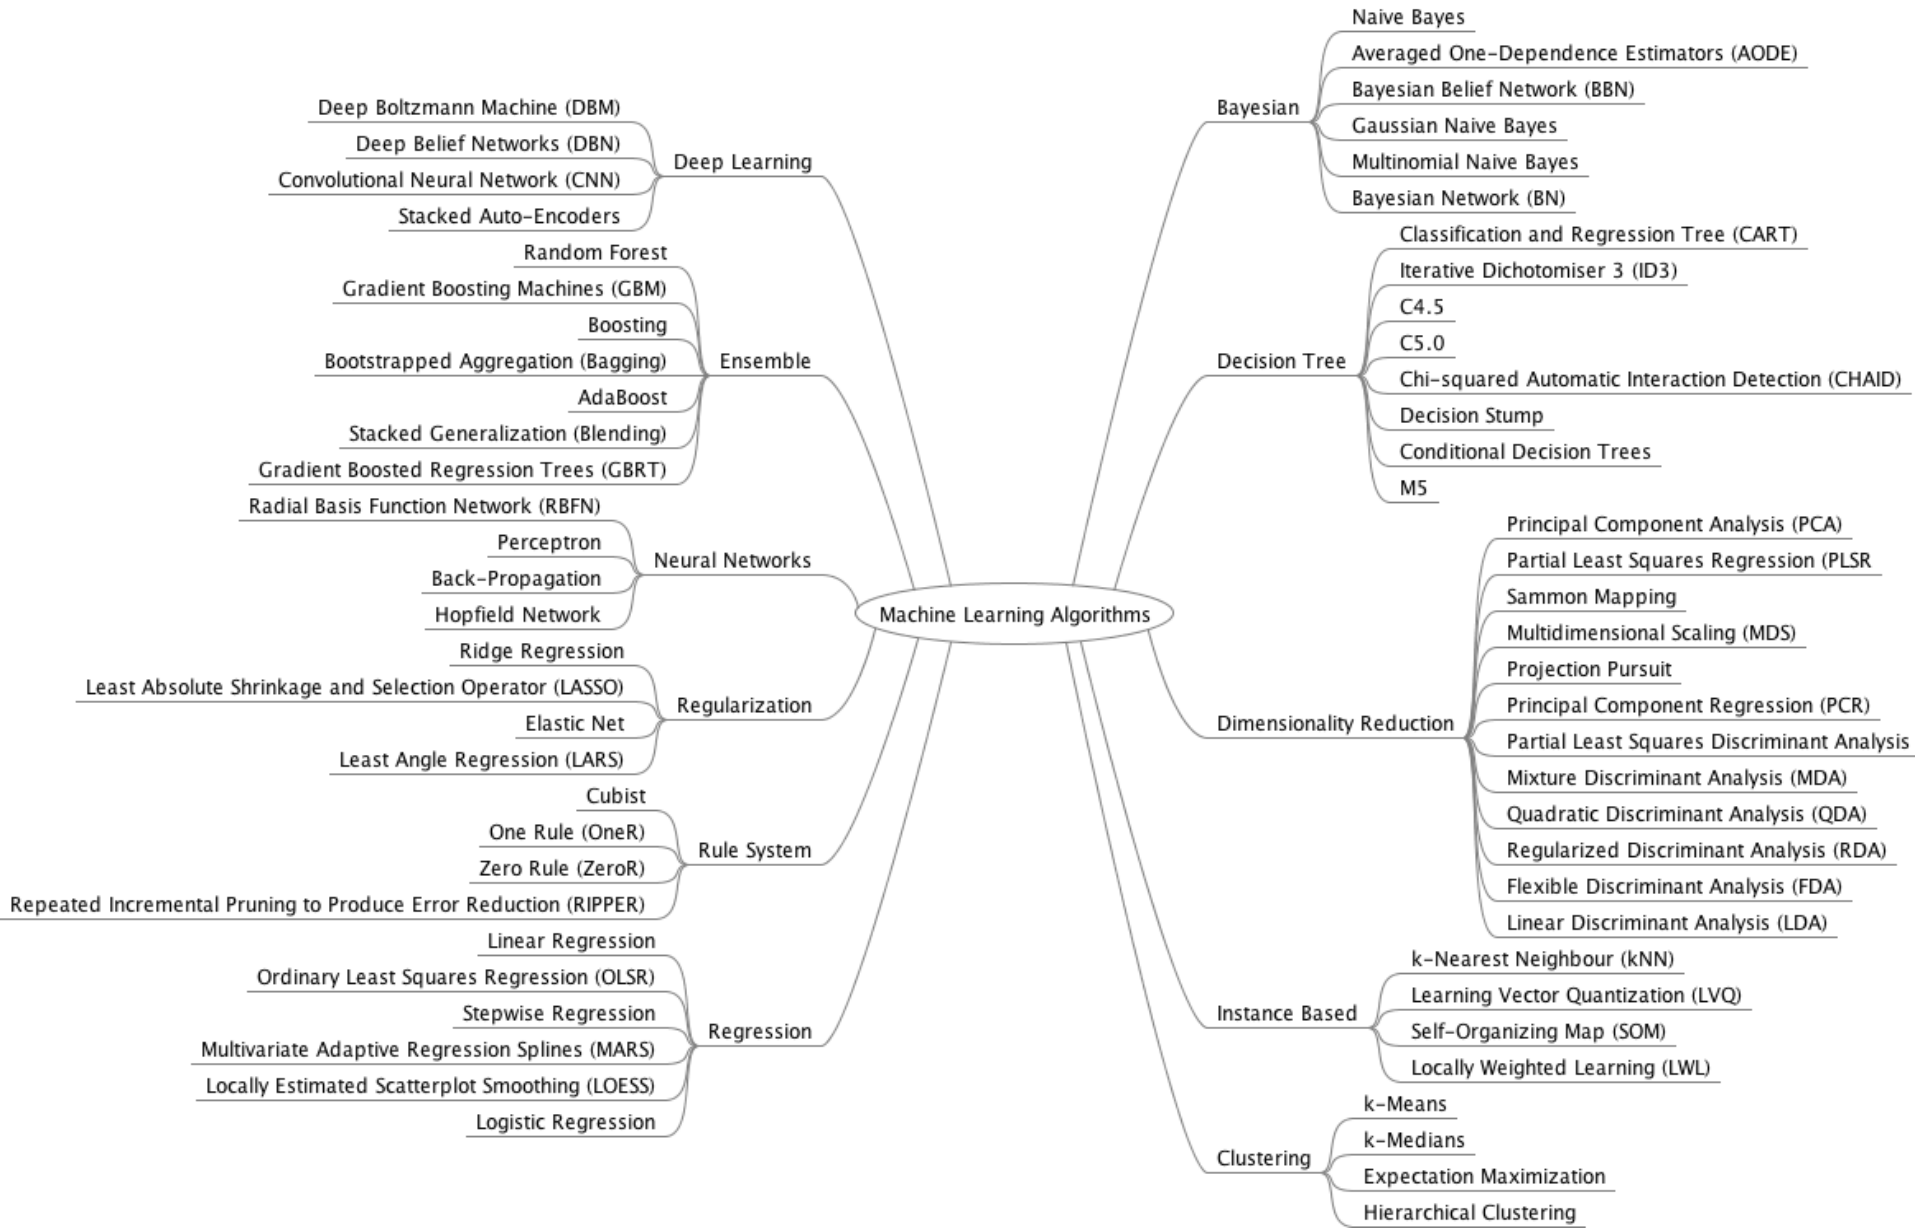 Machine Learning Algorithms
Deep Learning
Deep Boltzmann Machine (DBM)
Deep Belief Networks (DBN)
Convolutional Neural Network (CNN)
Stacked Auto-Encoders
Ensemble
Random Forest
Gradient Boosting Machines (GBM)
Boosting
Bootstrapped Aggregation (Bagging)
AdaBoost
Stacked Generalization (Blending)
Gradient Boosted Regression Trees (GBRT)
Neural Networks
Radial Basis Function Network (RBFN)
Perceptron
Back-Propagation
Hopfield Network
Regularization
Ridge Regression
Least Absolute Shrinkage and Selection Operator (LASSO)
Elastic Net
Least Angle Regression (LARS)
Rule System
Cubist
One Rule (OneR)
Zero Rule (ZeroR)
Repeated Incremental Pruning to Produce Error Reduction (RIPPER)
Regression
Linear Regression
Ordinary Least Squares Regression (OLSR)
Stepwise Regression
Multivariate Adaptive Regression Splines (MARS)
Locally Estimated Scatterplot Smoothing (LOESS)
Logistic Regression
Bayesian
Naive Bayes
Averaged One-Dependence Estimators (AODE)
Bayesian Belief Network (BBN)
Gaussian Naive Bayes
Multinomial Naive Bayes
Bayesian Network (BN)
Decision Tree
Classification and Regression Tree (CART)
Iterative Dichotomiser 3 (ID3)
C4.5
C5.0
Chi-squared Automatic Interaction Detection (CHAID)
Decision Stump
Conditional Decision Trees
M5
Dimensionality Reduction
Principal Component Analysis (PCA)
Partial Least Squares Regression (PLSR
Sammon Mapping
Multidimensional Scaling (MDS)
Projection Pursuit
Principal Component Regression (PCR)
Partial Least Squares Discriminant Analysis
Mixture Discriminant Analysis (MDA)
Quadratic Discriminant Analysis (QDA)
Regularized Discriminant Analysis (RDA)
Flexible Discriminant Analysis (FDA)
Linear Discriminant Analysis (LDA)
Instance Based
k-Nearest Neighbour (kNN)
Learning Vector Quantization (LVQ)
Self-Organizing Map (SOM)
Locally Weighted Learning (LWL)
Clustering
k-Means
k-Medians
Expectation Maximization
Hierarchical Clustering